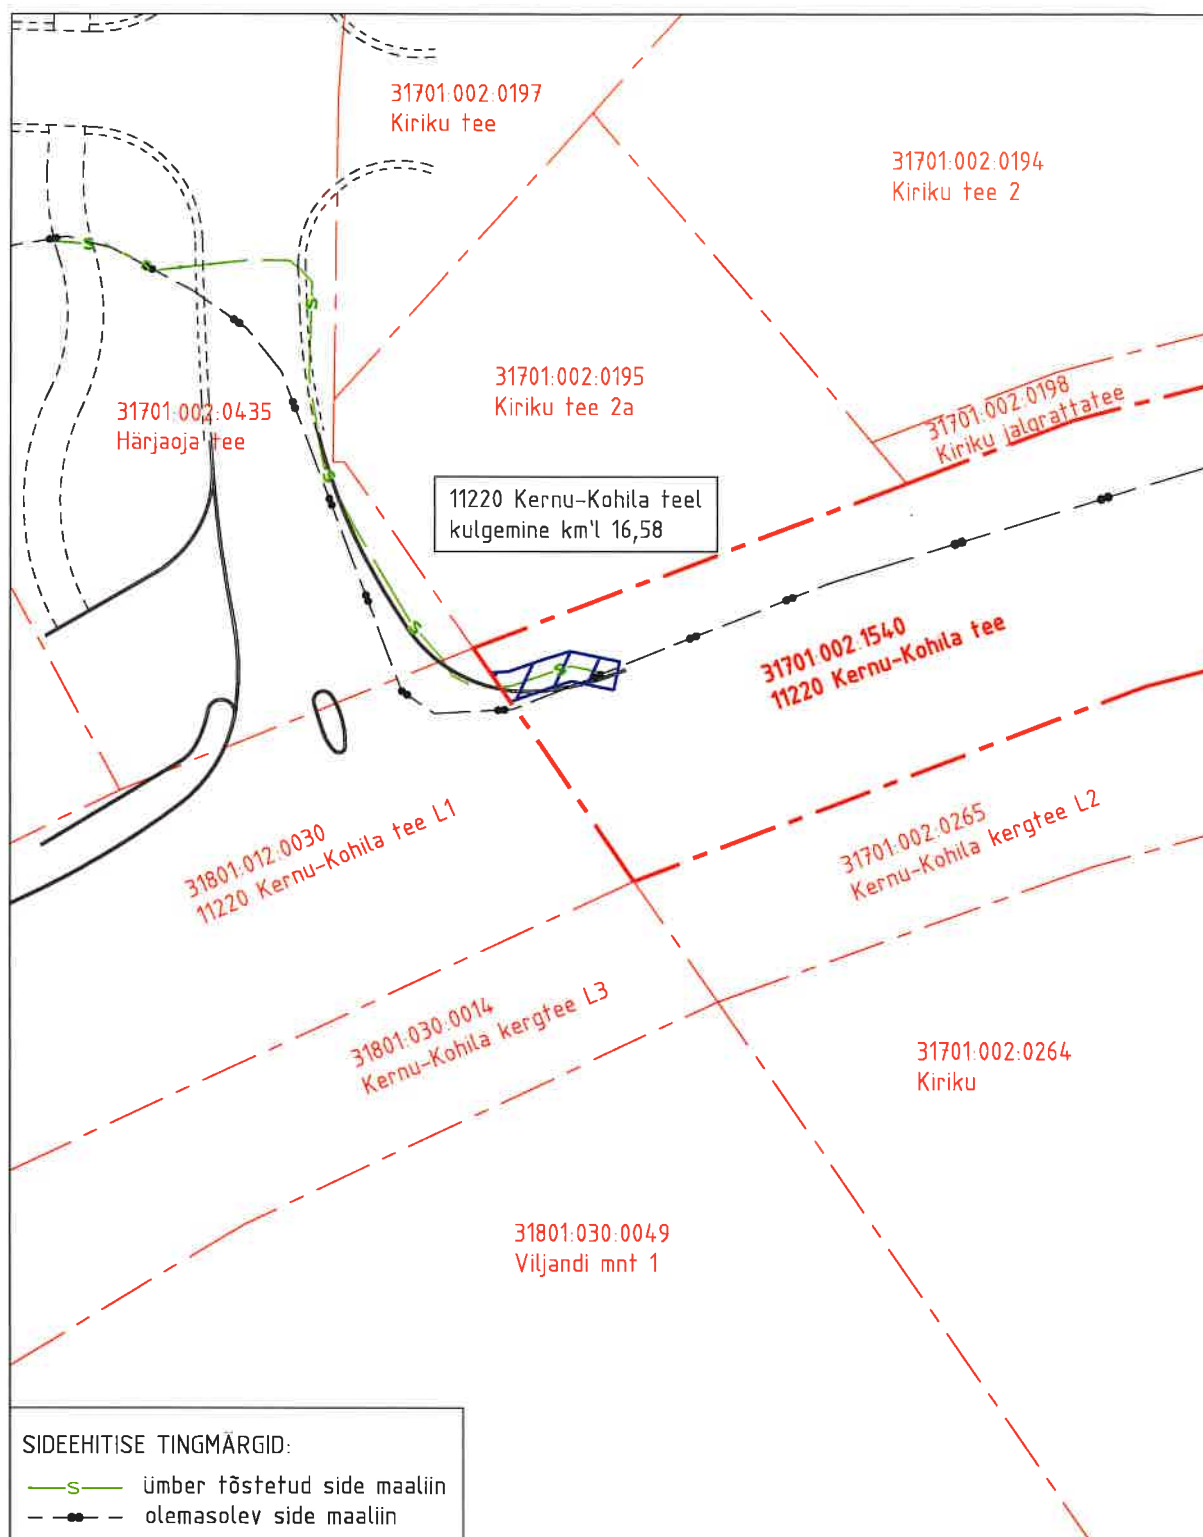 31701:002:0197
Kiriku tee
31701:002:0194
Kiriku tee 2
31701:002:0195
Kiriku tee 2a
31701:002:0198
Kiriku jalgrattatee
31701:002:0435
Härjaoja tee
11220 Kernu-Kohila teel
kulgemine km'l 16,58
31701:002:1540
11220 Kernu-Kohila tee
31801:012:0030
11220 Kernu-Kohila tee L1
31701:002:0265
Kernu-Kohila kergtee L2
31801:030:0014
Kernu-Kohila kergtee L3
31701:002:0264
Kiriku
31801:030:0049
Viljandi mnt 1
SIDEEHITISE TINGMÄRGID:
S ümber tõstetud side maaliin
olemasolev side maaliin